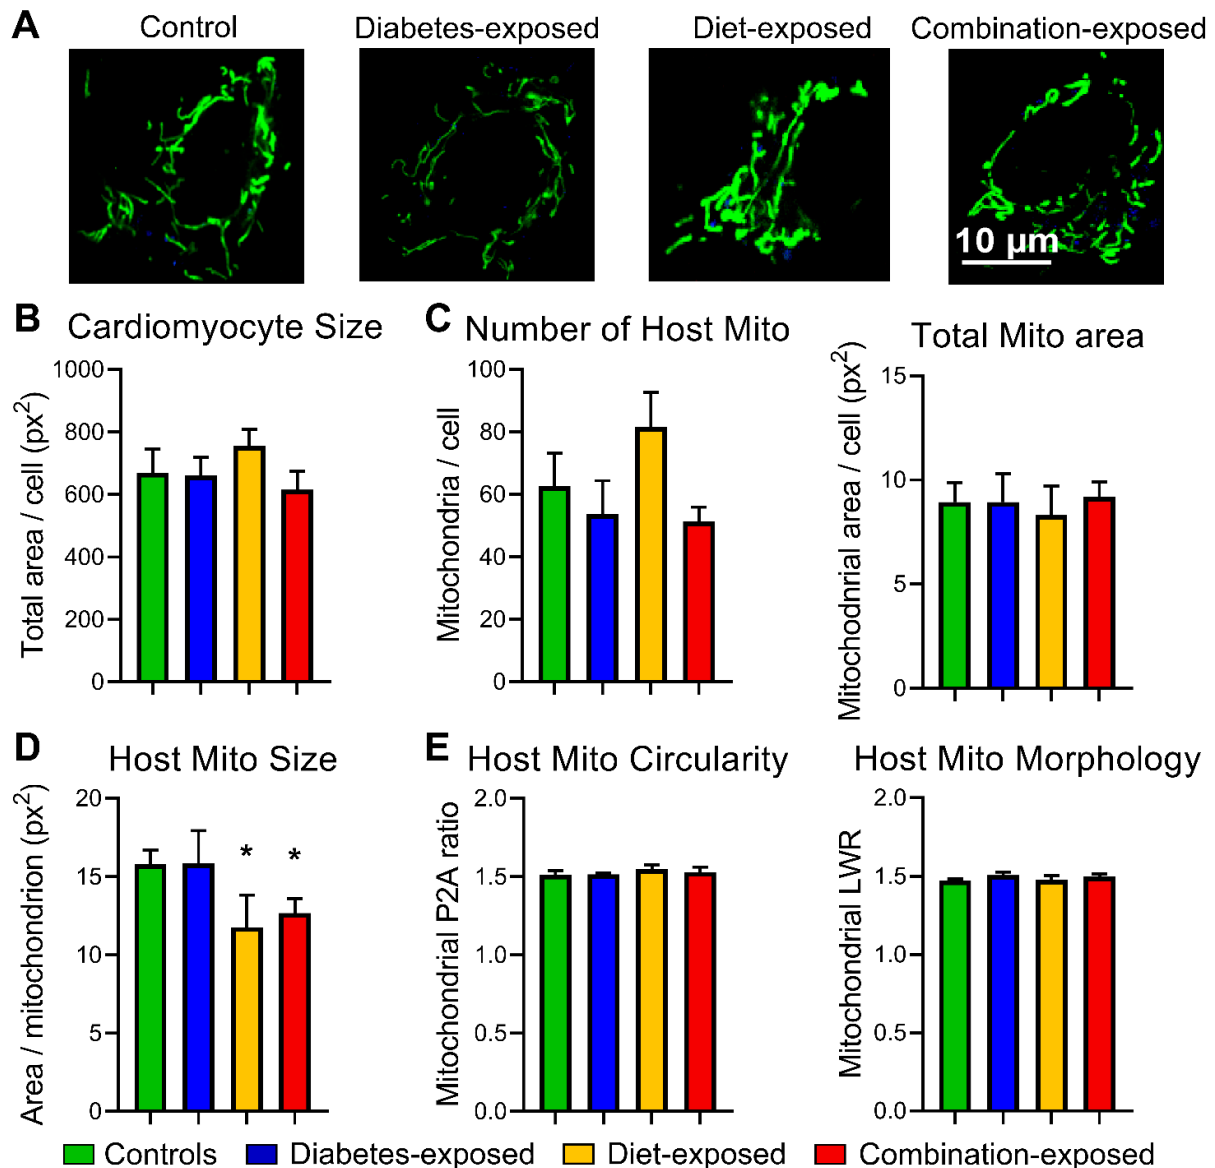 A
Control
Diabetes-exposed
Diet-exposed
Combination-exposed
10 µm
B
Cardiomyocyte Size
Total area / cell (px²)
1000
800
600
400
200
0
C
Number of Host Mito
Mitochondria / cell
100
80
60
40
20
0
Total Mito area
Mitochodnrial area / cell (px²)
15
10
5
0
D
Host Mito Size
Area / mitochondrion (px²)
20
15
10
5
0
*
*
E
Host Mito Circularity
Mitochondrial P2A ratio
2.0
1.5
1.0
0.5
0.0
Host Mito Morphology
Mitochondrial LWR
2.0
1.5
1.0
0.5
0.0
Controls
Diabetes-exposed
Diet-exposed
Combination-exposed